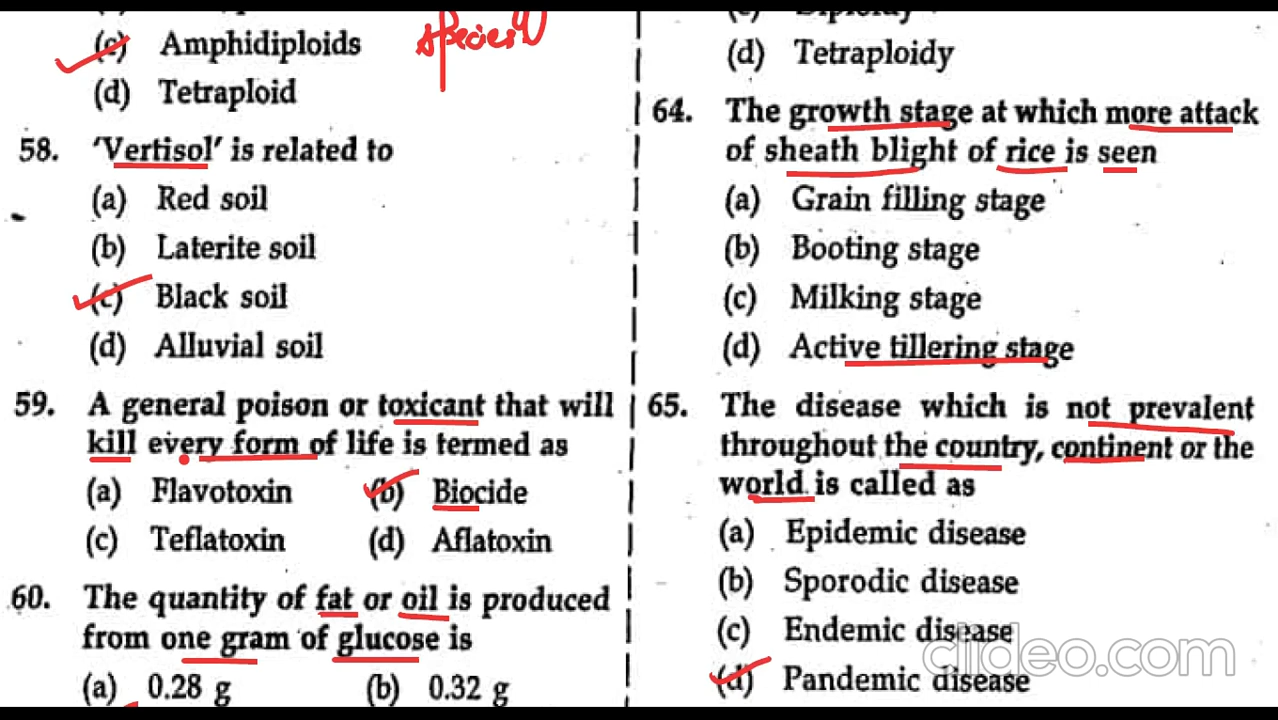 (c) Amphidiploids
species
(d) Tetraploid
58. 'Vertisol' is related to
(a) Red soil
(b) Laterite soil
(c) Black soil
(d) Alluvial soil
59. A general poison or toxicant that will
kill every form of life is termed as
(a) Flavotoxin (b) Biocide
(c) Teflatoxin (d) Aflatoxin
60. The quantity of fat or oil is produced
from one gram of glucose is
(a) 0.28 g (b) 0.32 g
(d) Tetraploidy
64. The growth stage at which more attack
of sheath blight of rice is seen
(a) Grain filling stage
(b) Booting stage
(c) Milking stage
(d) Active tillering stage
65. The disease which is not prevalent
throughout the country, continent or the
world is called as
(a) Epidemic disease
(b) Sporodic disease
(c) Endemic disease
(d) Pandemic disease
clideo.com